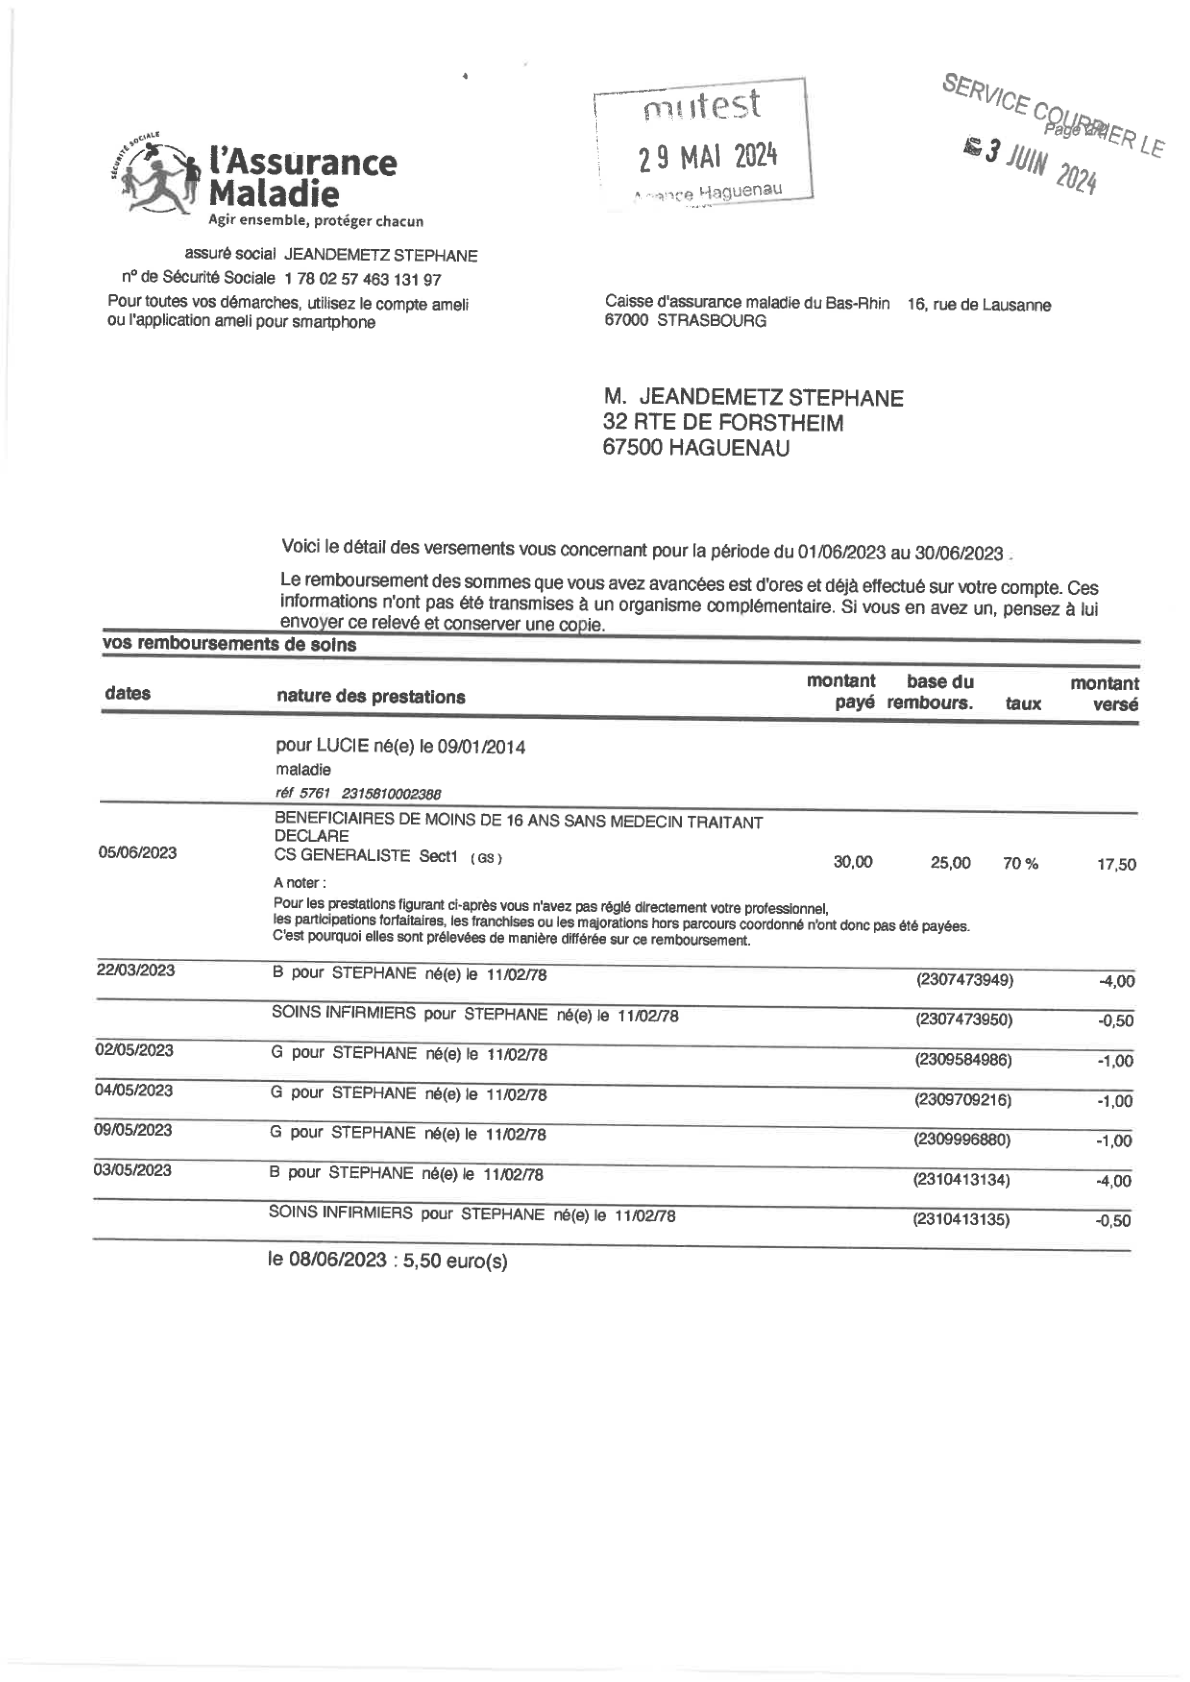 mutest
29 MAI 2024
Haguenau
SERVICE COURRIER LE
Page
3 JUIN 2024
SÉCURITÉ SOCIALE
l'Assurance
Maladie
Agir ensemble, protéger chacun
assuré social JEANDEMETZ STEPHANE
n° de Sécurité Sociale 1 78 02 57 463 131 97
Pour toutes vos démarches, utilisez le compte ameli
ou l'application ameli pour smartphone
Caisse d'assurance maladie du Bas-Rhin 16, rue de Lausanne
67000 STRASBOURG
M. JEANDEMETZ STEPHANE
32 RTE DE FORSTHEIM
67500 HAGUENAU
Voici le détail des versements vous concernant pour la période du 01/06/2023 au 30/06/2023 .
Le remboursement des sommes que vous avez avancées est d'ores et déjà effectué sur votre compte. Ces
informations n'ont pas été transmises à un organisme complémentaire. Si vous en avez un, pensez à lui
envoyer ce relevé et conserver une copie.
vos remboursements de soins
dates nature des prestations montant payé base du rembours. taux montant versé
pour LUCIE né(e) le 09/01/2014
maladie
réf 5761 2315810002388
BENEFICIAIRES DE MOINS DE 16 ANS SANS MEDECIN TRAITANT
DECLARE
05/06/2023 CS GENERALISTE Sect1 (GS) 30,00 25,00 70 % 17,50
A noter :
Pour les prestations figurant ci-après vous n'avez pas réglé directement votre professionnel,
les participations forfaitaires, les franchises ou les majorations hors parcours coordonné n'ont donc pas été payées.
C'est pourquoi elles sont prélevées de manière différée sur ce remboursement.
22/03/2023 B pour STEPHANE né(e) le 11/02/78 (2307473949) -4,00
SOINS INFIRMIERS pour STEPHANE né(e) le 11/02/78 (2307473950) -0,50
02/05/2023 G pour STEPHANE né(e) le 11/02/78 (2309584986) -1,00
04/05/2023 G pour STEPHANE né(e) le 11/02/78 (2309709216) -1,00
09/05/2023 G pour STEPHANE né(e) le 11/02/78 (2309996880) -1,00
03/05/2023 B pour STEPHANE né(e) le 11/02/78 (2310413134) -4,00
SOINS INFIRMIERS pour STEPHANE né(e) le 11/02/78 (2310413135) -0,50
le 08/06/2023 : 5,50 euro(s)